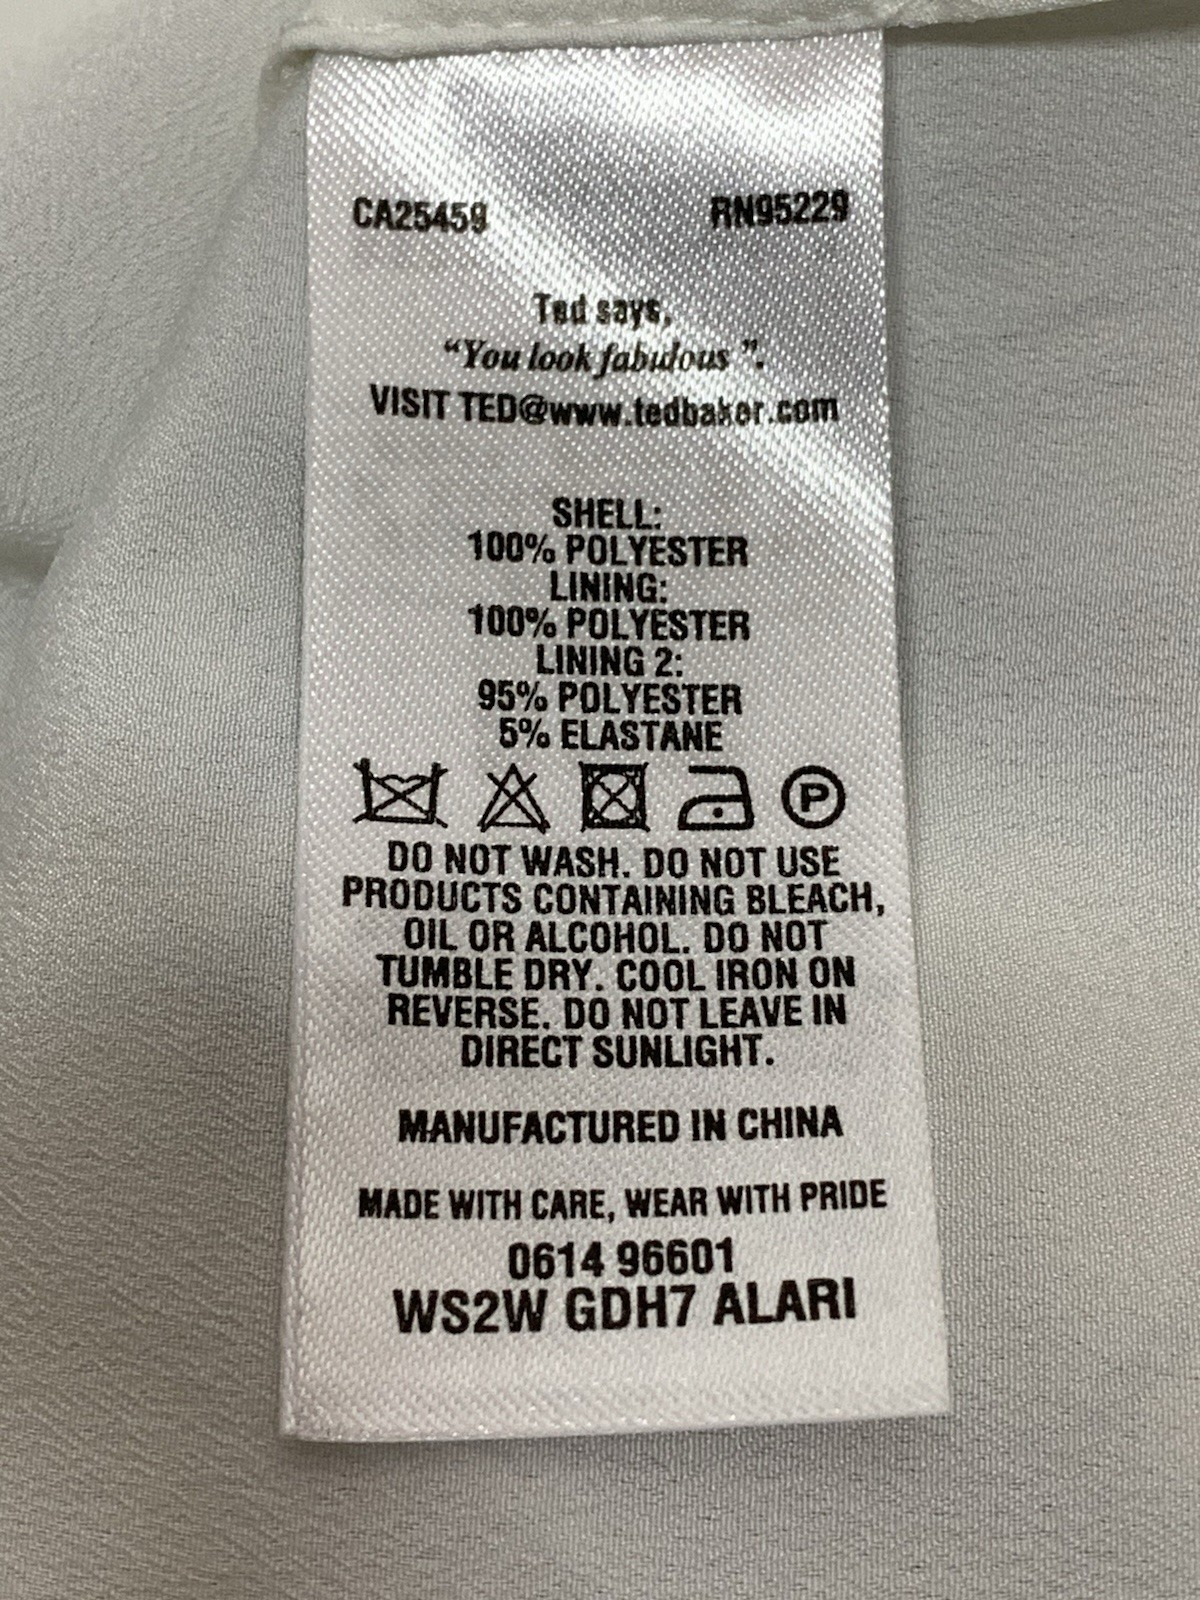 CA25459 RN95229
Ted says,
“You look fabulous ”.
VISIT TED@www.tedbaker.com
SHELL:
100% POLYESTER
LINING:
100% POLYESTER
LINING 2:
95% POLYESTER
5% ELASTANE
P
DO NOT WASH. DO NOT USE
PRODUCTS CONTAINING BLEACH,
OIL OR ALCOHOL. DO NOT
TUMBLE DRY. COOL IRON ON
REVERSE. DO NOT LEAVE IN
DIRECT SUNLIGHT.
MANUFACTURED IN CHINA
MADE WITH CARE, WEAR WITH PRIDE
0614 96601
WS2W GDH7 ALARI